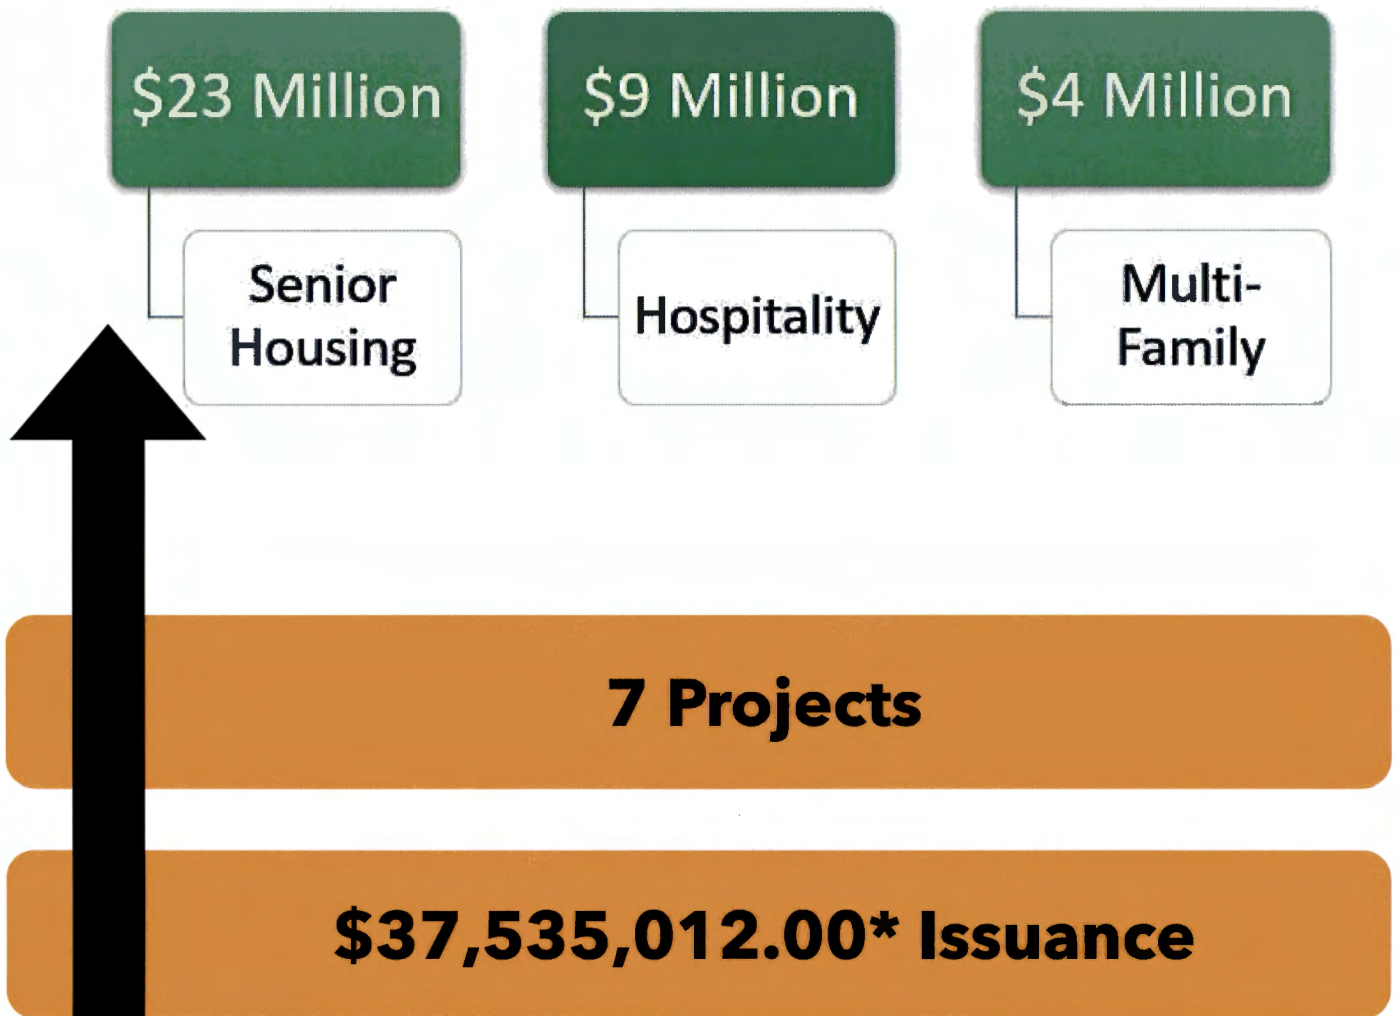 $23 Million
$9 Million
$4 Million
Senior
Housing
Hospitality
Multi-
Family
7 Projects
$37,535,012.00* Issuance